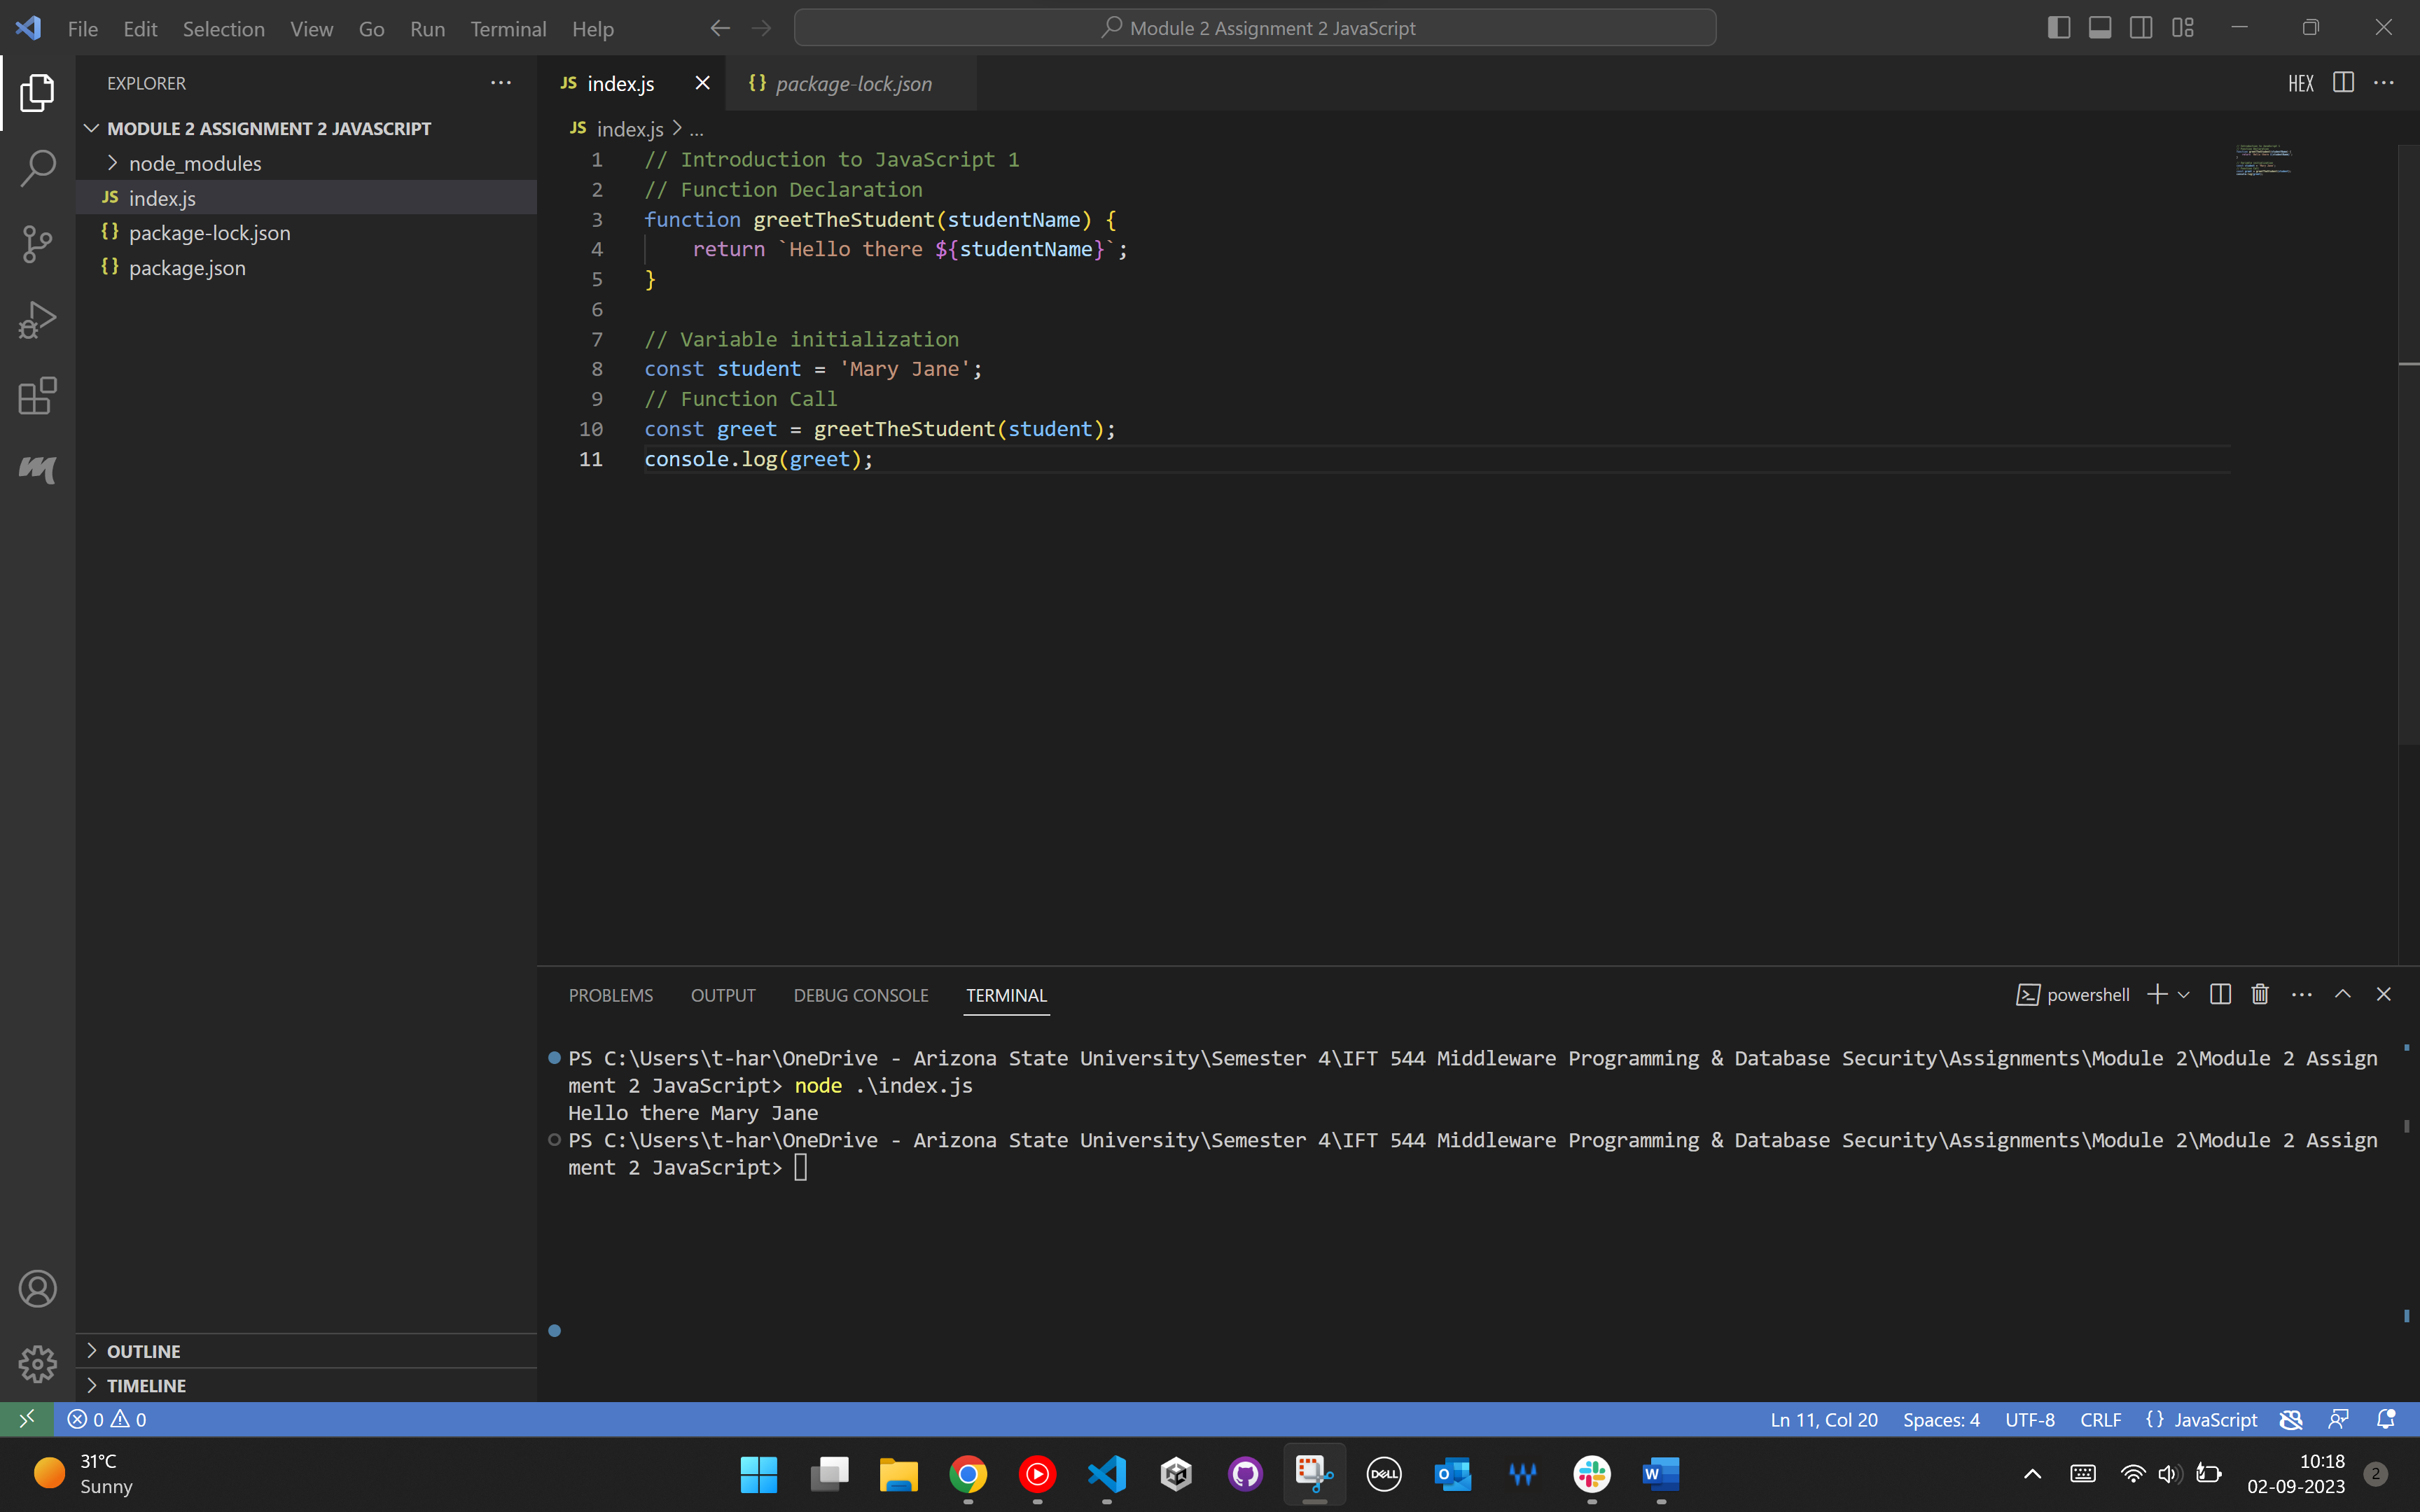 File Edit Selection View Go Run Terminal Help
Module 2 Assignment 2 JavaScript
EXPLORER
MODULE 2 ASSIGNMENT 2 JAVASCRIPT
node_modules
JS index.js
{} package-lock.json
{} package.json
OUTLINE
TIMELINE
JS index.js
{} package-lock.json
HEX
JS index.js > ...
1 // Introduction to JavaScript 1
2 // Function Declaration
3 function greetTheStudent(studentName) {
4     return `Hello there ${studentName}`;
5 }
6
7 // Variable initialization
8 const student = 'Mary Jane';
9 // Function Call
10 const greet = greetTheStudent(student);
11 console.log(greet);
PROBLEMS OUTPUT DEBUG CONSOLE TERMINAL
powershell
PS C:\Users\t-har\OneDrive - Arizona State University\Semester 4\IFT 544 Middleware Programming & Database Security\Assignments\Module 2\Module 2 Assign
ment 2 JavaScript> node .\index.js
Hello there Mary Jane
PS C:\Users\t-har\OneDrive - Arizona State University\Semester 4\IFT 544 Middleware Programming & Database Security\Assignments\Module 2\Module 2 Assign
ment 2 JavaScript>
0 0
Ln 11, Col 20 Spaces: 4 UTF-8 CRLF {} JavaScript
31°C
Sunny
DELL
O
W
10:18
02-09-2023
2